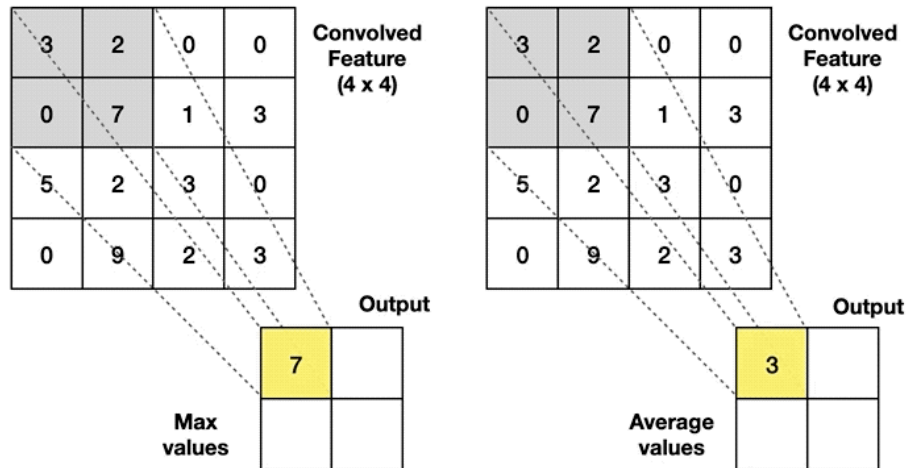 3 2 0 0
0 7 1 3
5 2 3 0
0 9 2 3
Convolved
Feature
(4 x 4)
Output
7
Max
values
3 2 0 0
0 7 1 3
5 2 3 0
0 9 2 3
Convolved
Feature
(4 x 4)
Output
3
Average
values